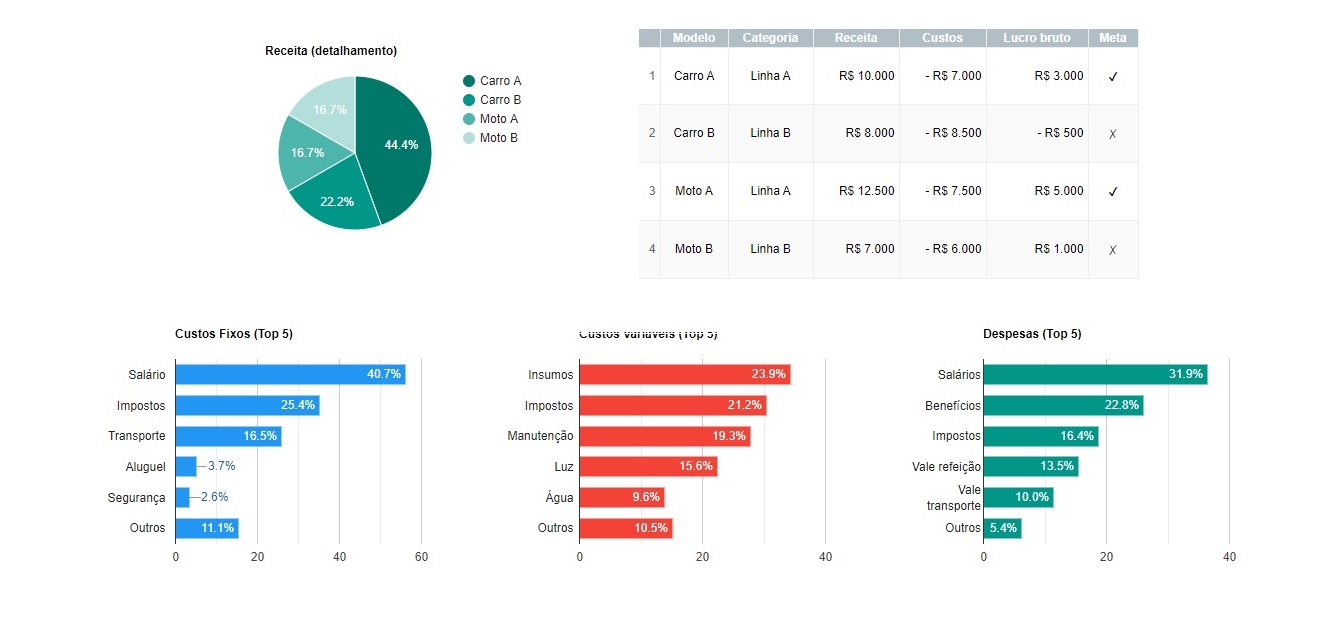 Receita (detalhamento)
Carro A
Carro B
Moto A
Moto B
44.4%
22.2%
16.7%
16.7%
Modelo Categoria Receita Custos Lucro bruto Meta
1 Carro A Linha A R$ 10.000 - R$ 7.000 R$ 3.000 ✓
2 Carro B Linha B R$ 8.000 - R$ 8.500 - R$ 500 ✗
3 Moto A Linha A R$ 12.500 - R$ 7.500 R$ 5.000 ✓
4 Moto B Linha B R$ 7.000 - R$ 6.000 R$ 1.000 ✗
Custos Fixos (Top 5)
Salário 40.7%
Impostos 25.4%
Transporte 16.5%
Aluguel 3.7%
Segurança 2.6%
Outros 11.1%
0 20 40 60
Custos Variáveis (Top 5)
Insumos 23.9%
Impostos 21.2%
Manutenção 19.3%
Luz 15.6%
Água 9.6%
Outros 10.5%
0 20 40
Despesas (Top 5)
Salários 31.9%
Benefícios 22.8%
Impostos 16.4%
Vale refeição 13.5%
Vale
transporte 10.0%
Outros 5.4%
0 20 40